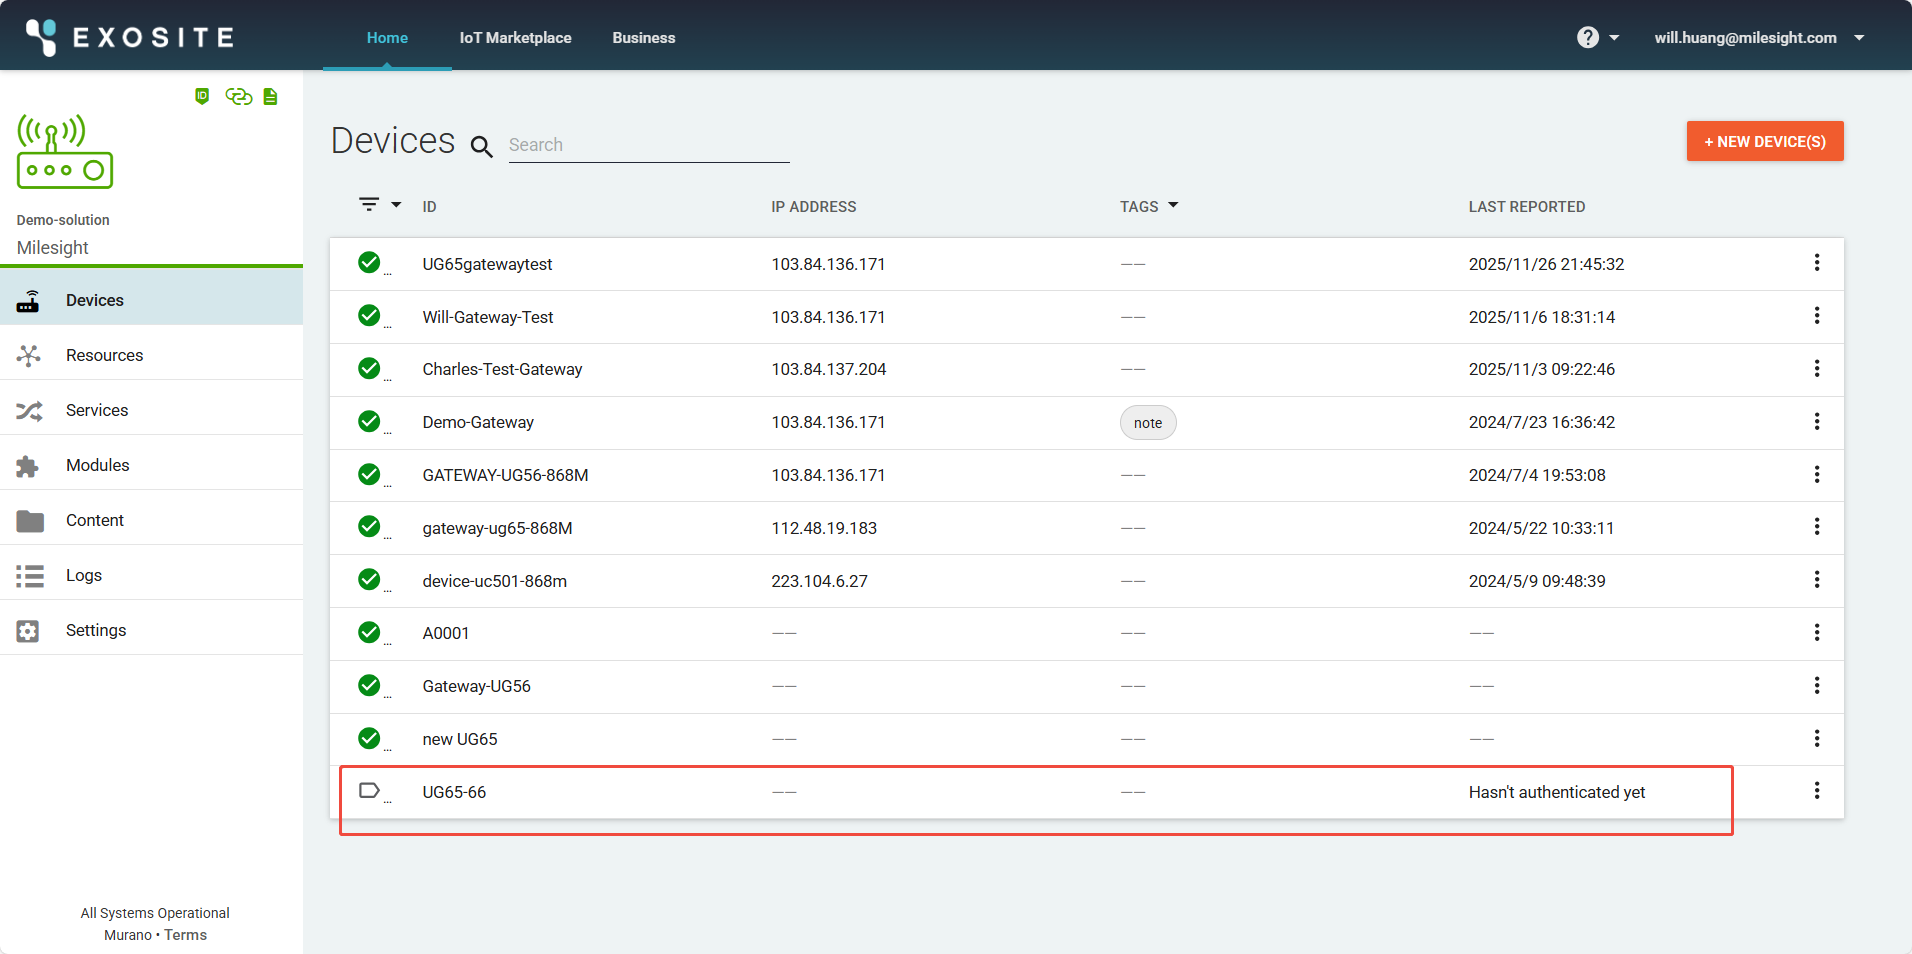 EXOSITE
Home
IoT Marketplace
Business
?
will.huang@milesight.com
ID
Demo-solution
Milesight
Devices
Resources
Services
Modules
Content
Logs
Settings
All Systems Operational
Murano • Terms
Devices
Search
+ NEW DEVICE(S)
ID IP ADDRESS TAGS LAST REPORTED
... UG65gatewaytest 103.84.136.171 —— 2025/11/26 21:45:32
... Will-Gateway-Test 103.84.136.171 —— 2025/11/6 18:31:14
... Charles-Test-Gateway 103.84.137.204 —— 2025/11/3 09:22:46
... Demo-Gateway 103.84.136.171 note 2024/7/23 16:36:42
... GATEWAY-UG56-868M 103.84.136.171 —— 2024/7/4 19:53:08
... gateway-ug65-868M 112.48.19.183 —— 2024/5/22 10:33:11
... device-uc501-868m 223.104.6.27 —— 2024/5/9 09:48:39
... A0001 —— —— ——
... Gateway-UG56 —— —— ——
... new UG65 —— —— ——
... UG65-66 —— —— Hasn't authenticated yet